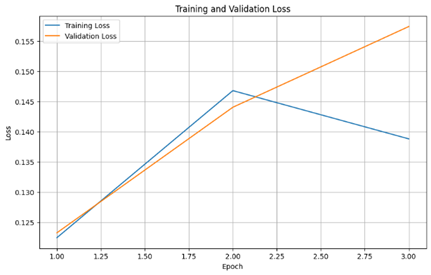 Training and Validation Loss
Training Loss
Validation Loss
0.155
0.150
0.145
0.140
0.135
0.130
0.125
Loss
1.00 1.25 1.50 1.75 2.00 2.25 2.50 2.75 3.00
Epoch